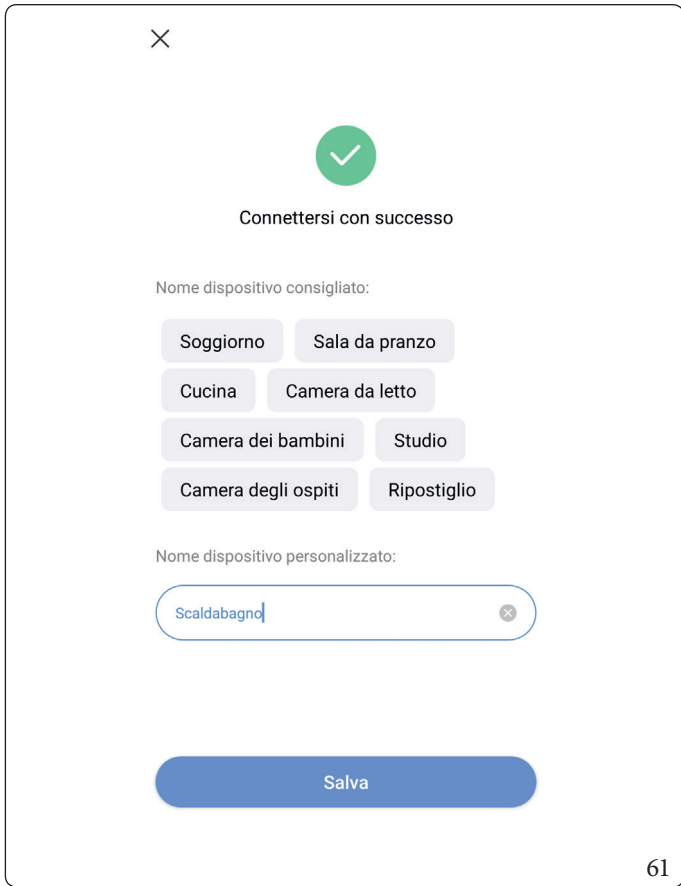 Connettersi con successo
Nome dispositivo consigliato:
Soggiorno Sala da pranzo
Cucina Camera da letto
Camera dei bambini Studio
Camera degli ospiti Ripostiglio
Nome dispositivo personalizzato:
Scaldabagno
Salva
61